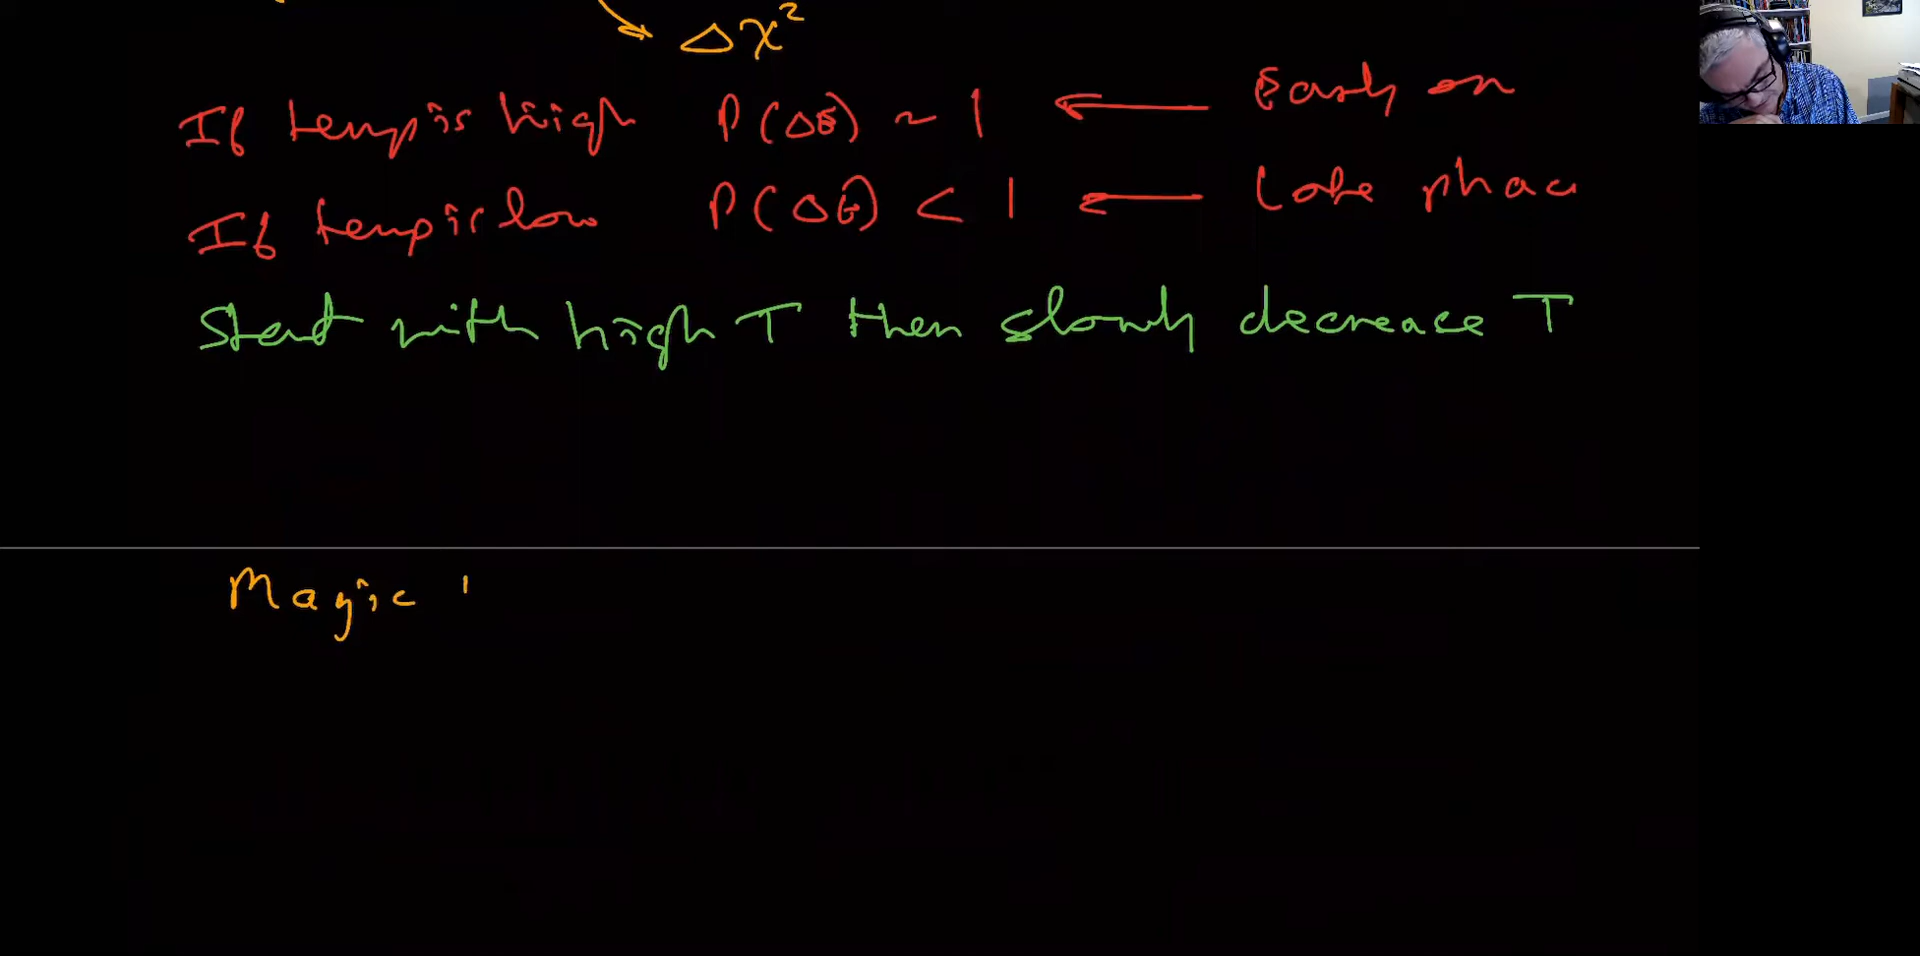 Δχ²
If temp is high P(ΔE) ~ 1 ← Early on
If temp is low P(ΔE) < 1 ← Late phase
Start with high T then slowly decrease T
Magic